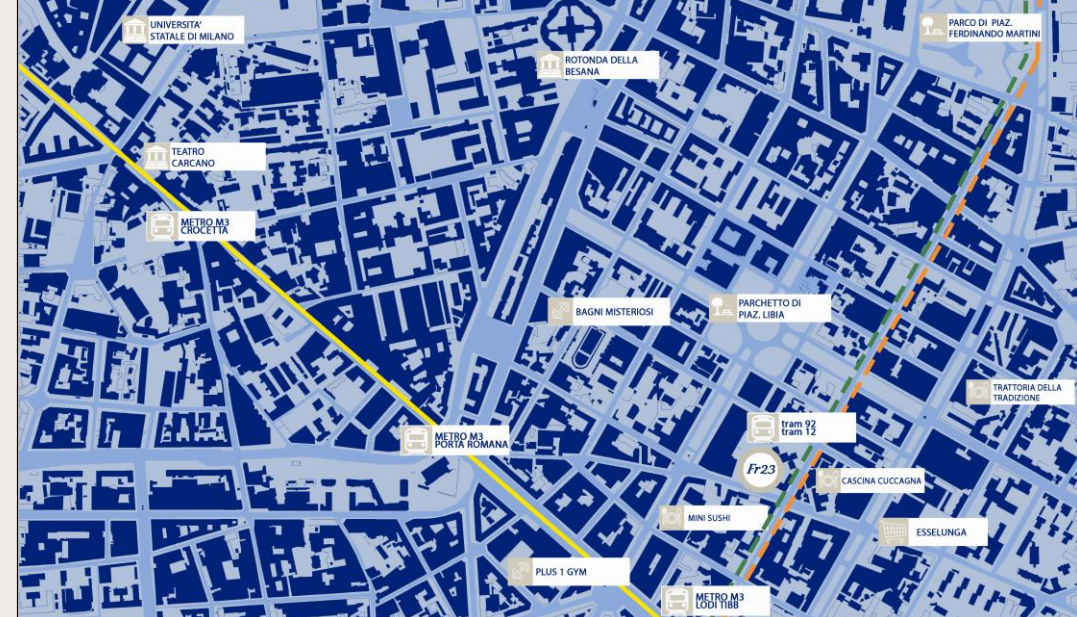 UNIVERSITA'
STATALE DI MILANO
PARCO DI PIAZ.
FERDINANDO MARTINI
ROTONDA DELLA
BESANA
TEATRO
CARCANO
METRO M3
CROCETTA
BAGNI MISTERIOSI
PARCHETTO DI
PIAZ. LIBIA
TRATTORIA DELLA
TRADIZIONE
tram 92
tram 12
METRO M3
PORTA ROMANA
Fr23
CASCINA CUCCAGNA
MINI SUSHI
ESSELUNGA
PLUS 1 GYM
METRO M3
LODI TIBB